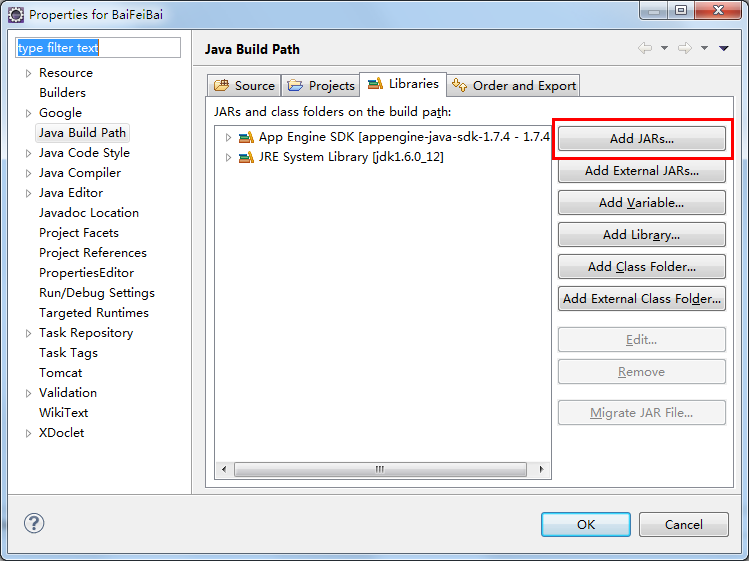 Properties for BaiFeiBai
type filter text
Resource
Builders
Google
Java Build Path
Java Code Style
Java Compiler
Java Editor
Javadoc Location
Project Facets
Project References
PropertiesEditor
Run/Debug Settings
Targeted Runtimes
Task Repository
Task Tags
Tomcat
Validation
WikiText
XDoclet
Java Build Path
Source Projects Libraries Order and Export
JARs and class folders on the build path:
App Engine SDK [appengine-java-sdk-1.7.4 - 1.7.4
JRE System Library [jdk1.6.0_12]
Add JARs...
Add External JARs...
Add Variable...
Add Library...
Add Class Folder...
Add External Class Folder...
Edit...
Remove
Migrate JAR File...
OK Cancel